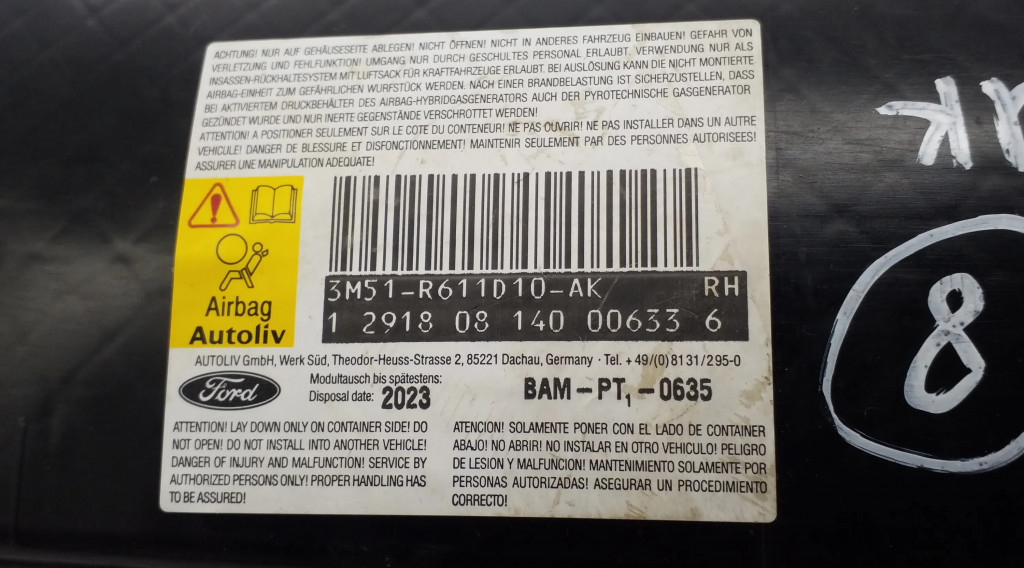 ACHTUNG! NUR AUF GEHÄUSESEITE ABLEGEN! NICHT ÖFFNEN! NICHT IN ANDERES FAHRZEUG EINBAUEN! GEFAHR VON
VERLETZUNG UND FEHLFUNKTION! UMGANG NUR DURCH GESCHULTES PERSONAL ERLAUBT. VERWENDUNG NUR ALS
INSASSEN-RÜCKHALTESYSTEM MIT LUFTSACK FÜR KRAFTFAHRZEUGE ERLAUBT. BEI AUSLÖSUNG KANN DIE NICHT MONTIERTE
AIRBAG-EINHEIT ZUM GEFÄHRLICHEN WURFSTÜCK WERDEN. NACH EINER BRANDBELASTUNG IST SICHERZUSTELLEN, DASS
BEI AKTIVIERTEM DRUCKBEHÄLTER DES AIRBAG-HYBRIDGASGENERATORS AUCH DER PYROTECHNISCHE GASGENERATOR
GEZÜNDET WURDE UND NUR INERTE GEGENSTÄNDE VERSCHROTTET WERDEN!
ATTENTION! A POSITIONER SEULEMENT SUR LE COTE DU CONTENEUR! NE PAS OUVRIR! NE PAS INSTALLER DANS UN AUTRE
VEHICULE! DANGER DE BLESSURE ET DISFONCTIONNEMENT! MAINTENIR SEULEMENT PAR DES PERSONNES AUTORISEES!
ASSURER UNE MANIPULATION ADEQUATE!
Airbag
Autoliv
3M51-R611D10-AK RH
1 2918 08 140 00633 6
AUTOLIV GmbH, Werk Süd, Theodor-Heuss-Strasse 2, 85221 Dachau, Germany · Tel. +49/(0)8131/295-0
Ford
Modultausch bis spätestens:
Disposal date: 2023
BAM-PT₁-0635
ATTENTION! LAY DOWN ONLY ON CONTAINER SIDE! DO
NOT OPEN! DO NOT INSTALL INTO ANOTHER VEHICLE!
DANGER OF INJURY AND MALFUNCTION! SERVICE BY
AUTHORIZED PERSONS ONLY! PROPER HANDLING HAS
TO BE ASSURED!
ATENCION! SOLAMENTE PONER CON EL LADO DE CONTAINER
ABAJO! NO ABRIR! NO INSTALAR EN OTRO VEHICULO! PELIGRO
DE LESION Y MALFUNCION! MANTENIMIENTO SOLAMENTE POR
PERSONAS AUTORIZADAS! ASEGURAR UN PROCEDIMIENTO
CORRECTO!
8